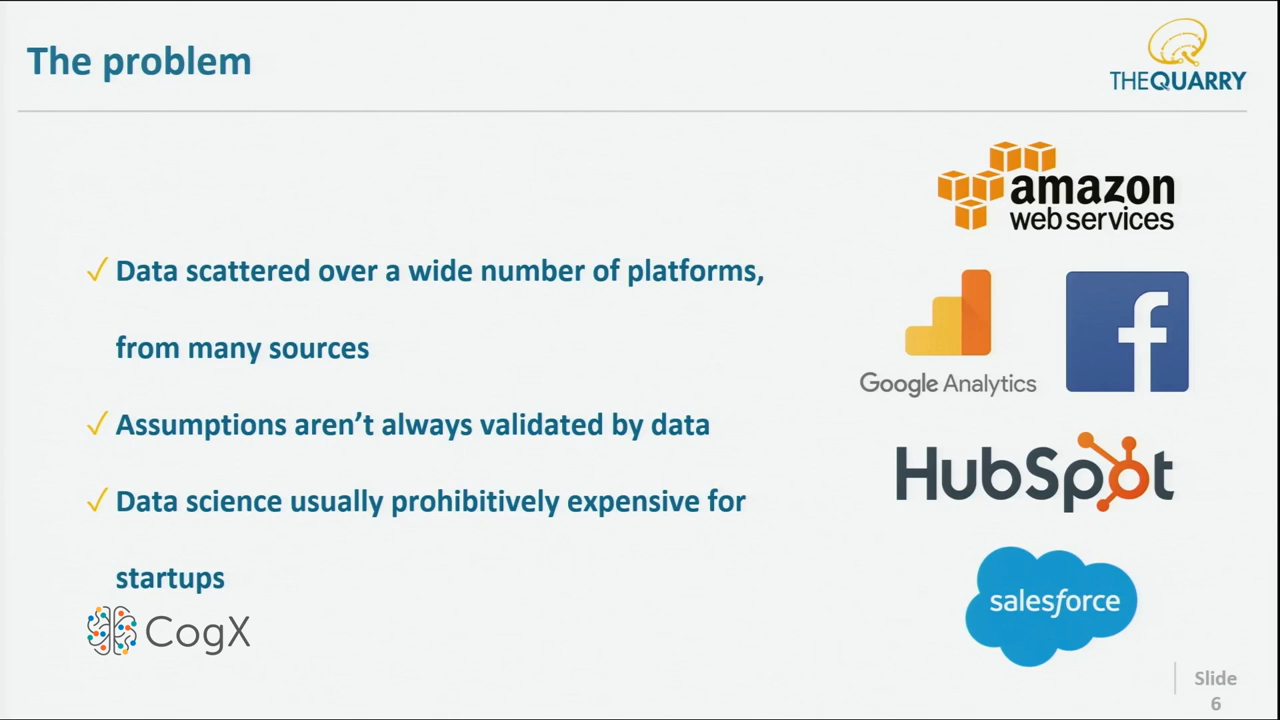 The problem
THEQUARRY
amazon
web services
Data scattered over a wide number of platforms,
from many sources
Google Analytics
f
Assumptions aren’t always validated by data
HubSpot
Data science usually prohibitively expensive for
startups
salesforce
CogX
Slide
6